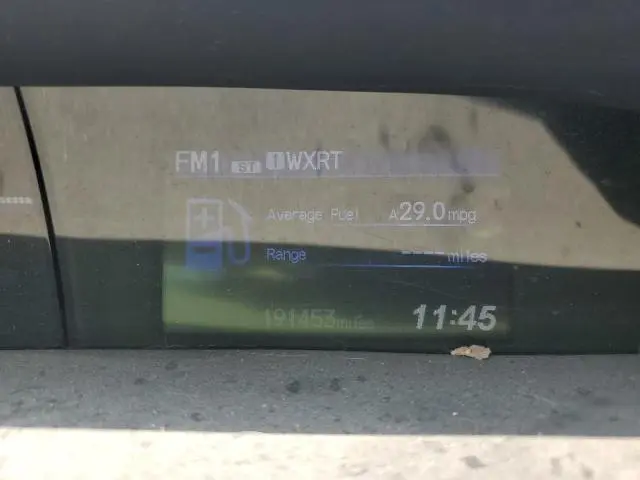 FM1 ST WXRT
Average Fuel A29.0mpg
Range ----miles
191453miles 11:45